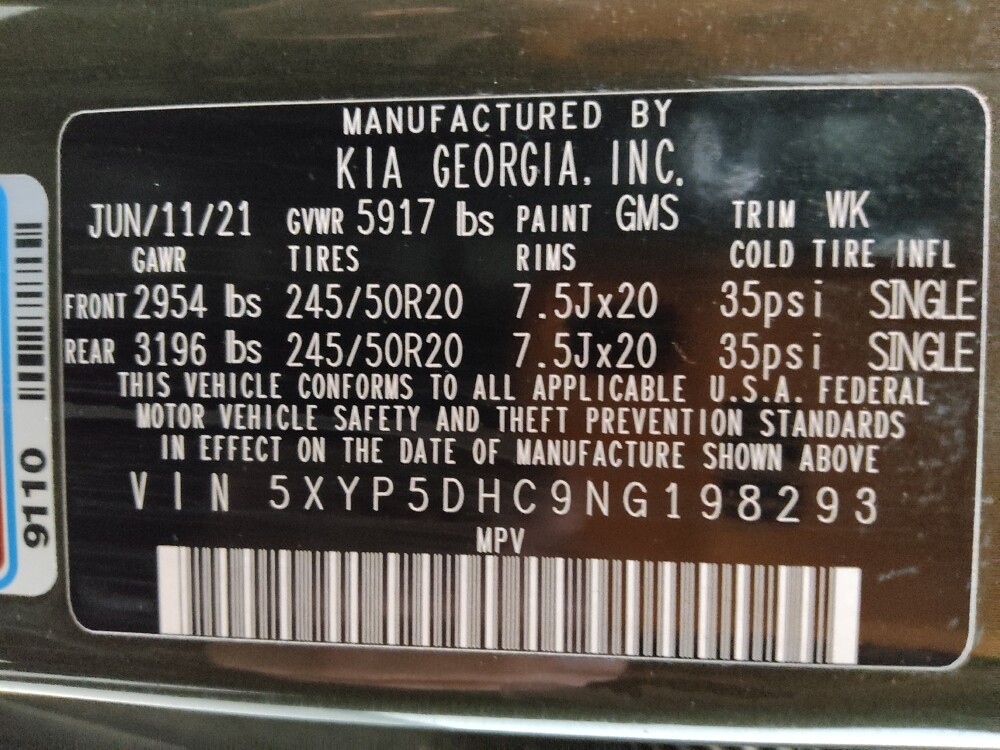 MANUFACTURED BY
KIA GEORGIA, INC.
JUN/11/21 GVWR 5917 lbs PAINT GMS TRIM WK
GAWR TIRES RIMS COLD TIRE INFL
FRONT 2954 lbs 245/50R20 7.5Jx20 35psi SINGLE
REAR 3196 lbs 245/50R20 7.5Jx20 35psi SINGLE
THIS VEHICLE CONFORMS TO ALL APPLICABLE U.S.A. FEDERAL
MOTOR VEHICLE SAFETY AND THEFT PREVENTION STANDARDS
IN EFFECT ON THE DATE OF MANUFACTURE SHOWN ABOVE
VIN 5XYP5DHC9NG198293
MPV
9110